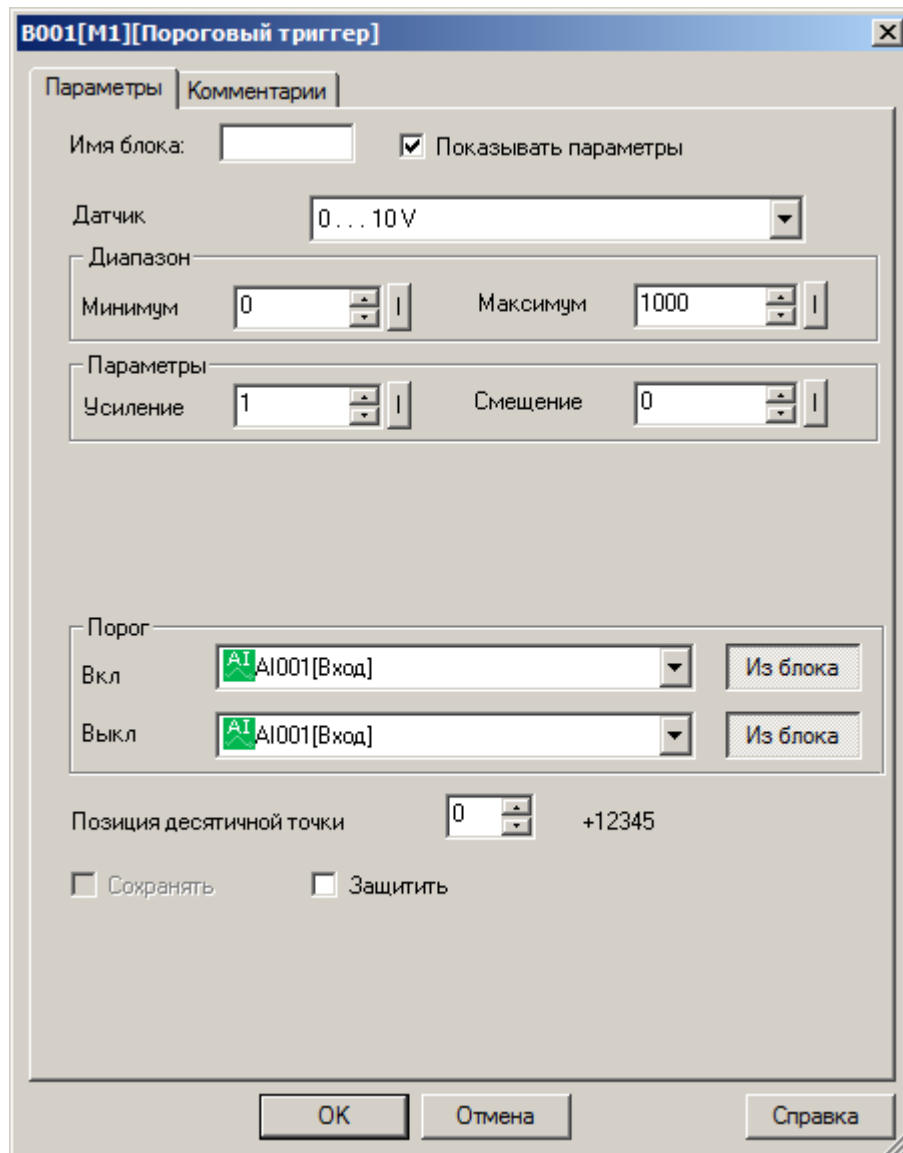 B001[M1][Пороговый триггер]
Параметры Комментарии
Имя блока: Показывать параметры
Датчик 0 . . . 10 V
Диапазон
Минимум 0 Максимум 1000
Параметры
Усиление 1 Смещение 0
Порог
Вкл AI AI001[Вход] Из блока
Выкл AI AI001[Вход] Из блока
Позиция десятичной точки 0 +12345
Сохранять Защитить
OK Отмена Справка